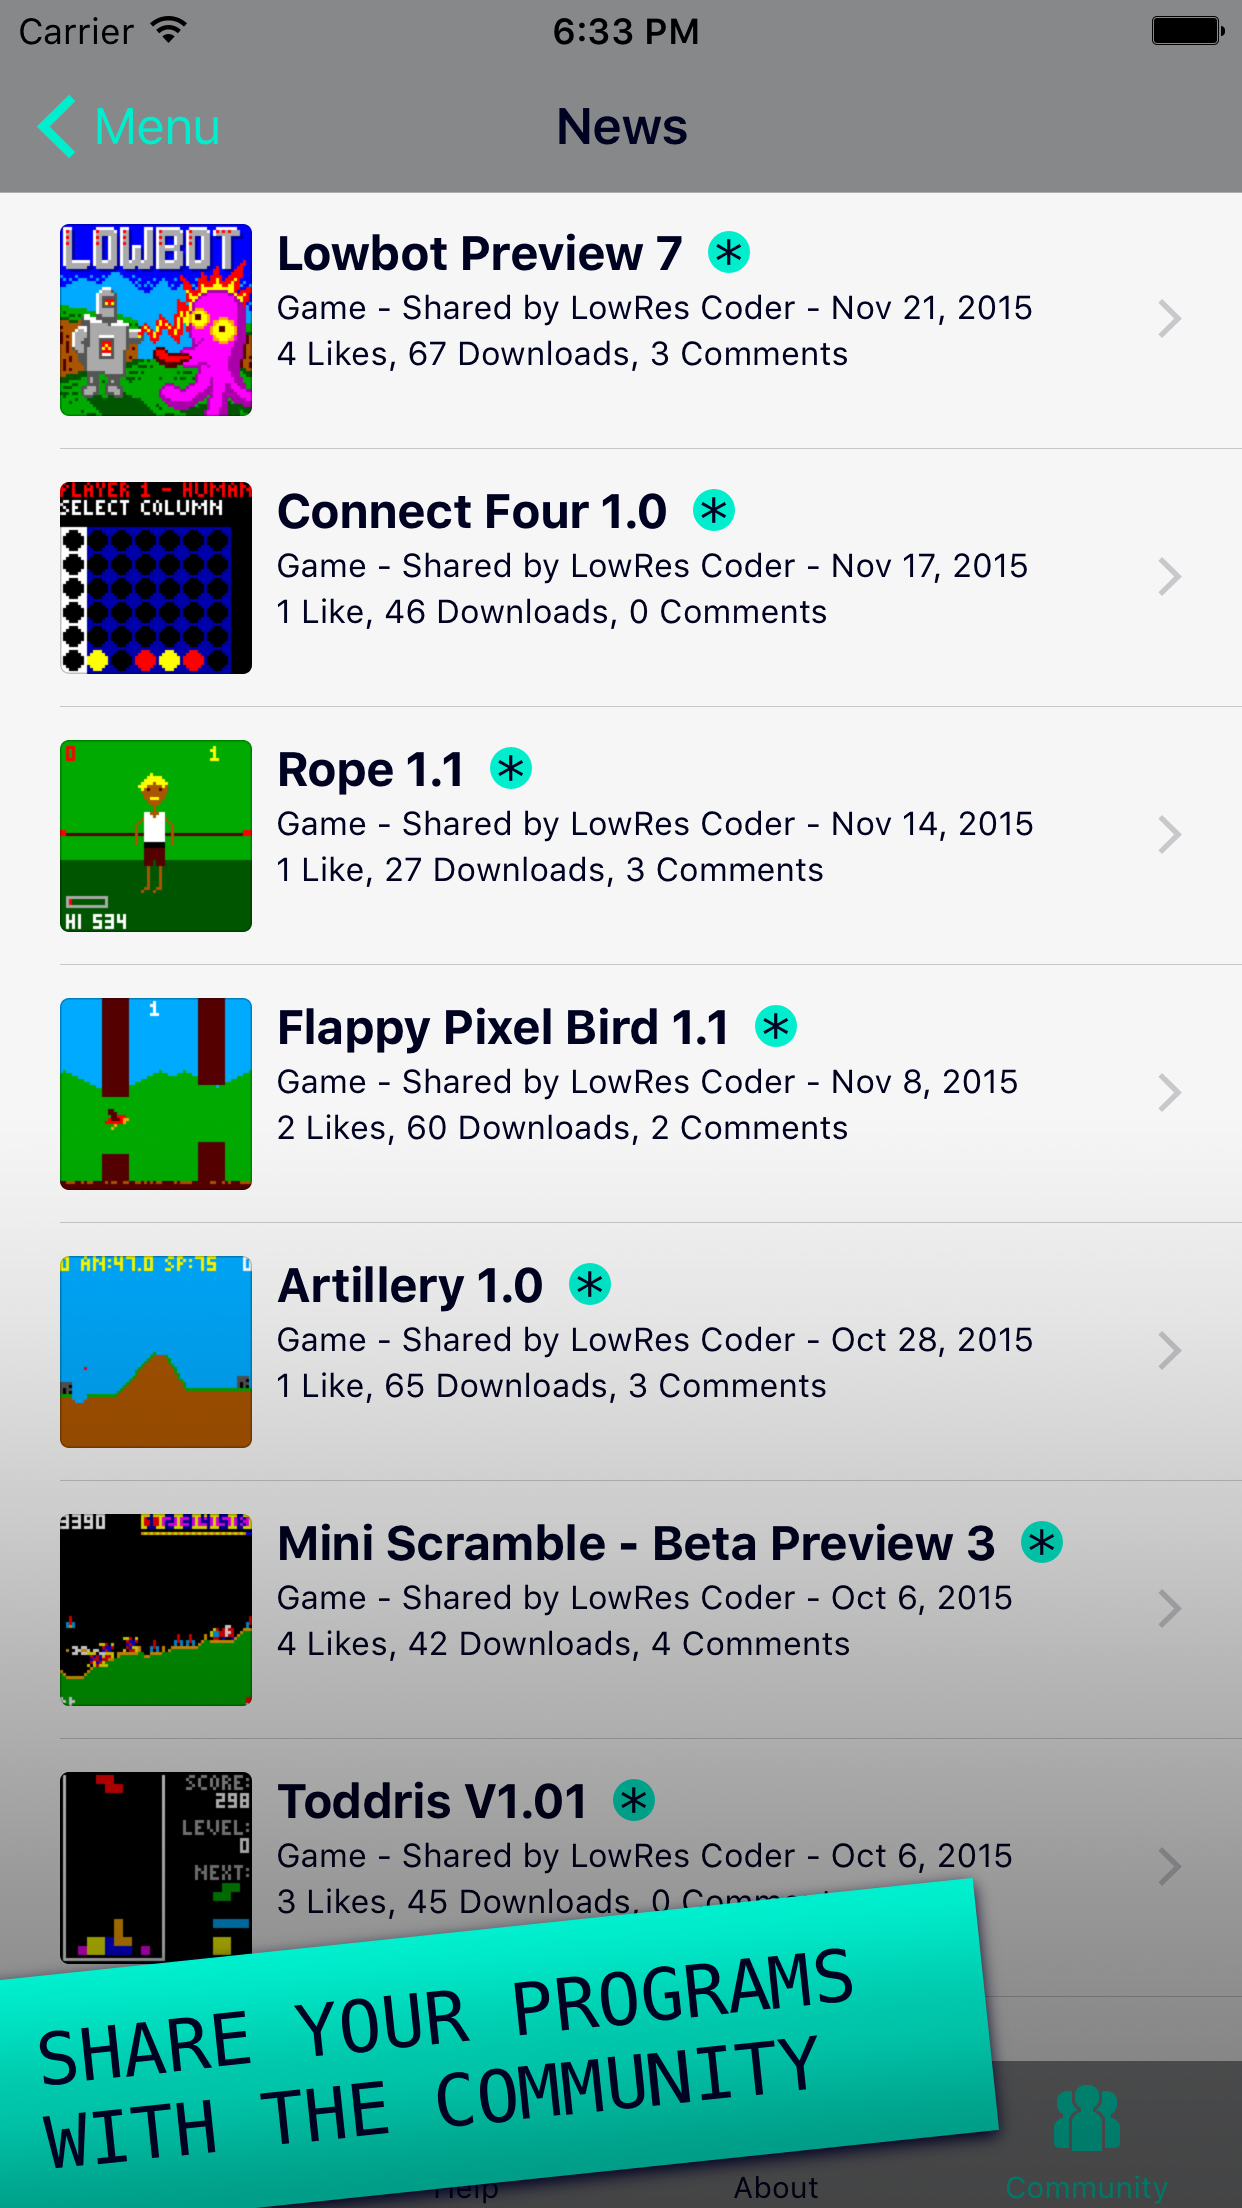 Carrier 6:33 PM
Menu News
LOWBOT
Lowbot Preview 7
Game - Shared by LowRes Coder - Nov 21, 2015
4 Likes, 67 Downloads, 3 Comments
PLAYER 1 - HUMAN
SELECT COLUMN
Connect Four 1.0
Game - Shared by LowRes Coder - Nov 17, 2015
1 Like, 46 Downloads, 0 Comments
0 1
HI 534
Rope 1.1
Game - Shared by LowRes Coder - Nov 14, 2015
1 Like, 27 Downloads, 3 Comments
1
Flappy Pixel Bird 1.1
Game - Shared by LowRes Coder - Nov 8, 2015
2 Likes, 60 Downloads, 2 Comments
AN:47.0 SP:75
Artillery 1.0
Game - Shared by LowRes Coder - Oct 28, 2015
1 Like, 65 Downloads, 3 Comments
Mini Scramble - Beta Preview 3
Game - Shared by LowRes Coder - Oct 6, 2015
4 Likes, 42 Downloads, 4 Comments
SCORE:
298
LEVEL:
0
NEXT:
Toddris V1.01
Game - Shared by LowRes Coder - Oct 6, 2015
3 Likes, 45 Downloads, 0 Comments
SHARE YOUR PROGRAMS
WITH THE COMMUNITY
Help About Community